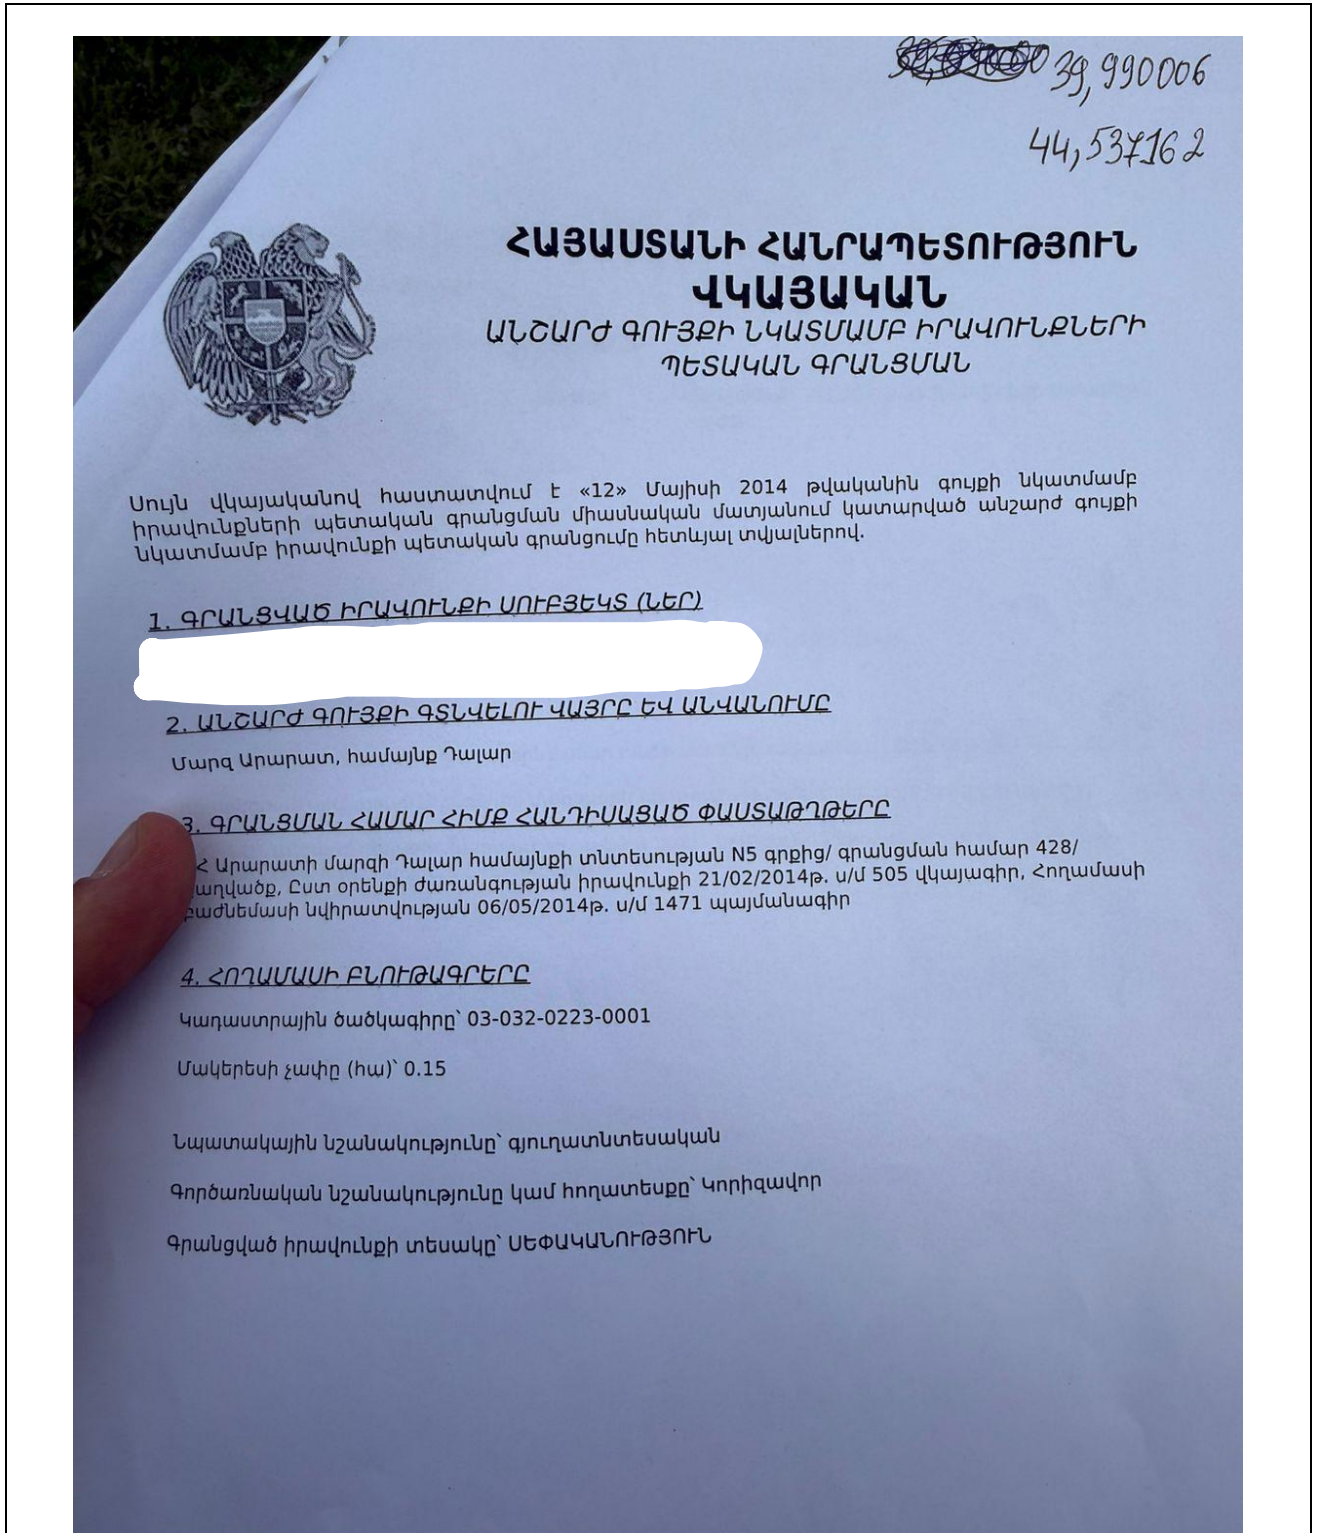 39,990006
44,537162
ՀԱՅԱՍՏԱՆԻ ՀԱՆՐԱՊԵՏՈՒԹՅՈՒՆ
ՎԿԱՅԱԿԱՆ
ԱՆՇԱՐԺ ԳՈՒՅՔԻ ՆԿԱՏՄԱՄԲ ԻՐԱՎՈՒՆՔՆԵՐԻ
ՊԵՏԱԿԱՆ ԳՐԱՆՑՄԱՆ
Սույն վկայականով հաստատվում է «12» Մայիսի 2014 թվականին գույքի նկատմամբ
իրավունքների պետական գրանցման միասնական մատյանում կատարված անշարժ գույքի
նկատմամբ իրավունքի պետական գրանցումը հետևյալ տվյալներով.
1. ԳՐԱՆՑՎԱԾ ԻՐԱՎՈՒՆՔԻ ՍՈՒԲՅԵԿՏ (ՆԵՐ)
2. ԱՆՇԱՐԺ ԳՈՒՅՔԻ ԳՏՆՎԵԼՈՒ ՎԱՅՐԸ ԵՎ ԱՆՎԱՆՈՒՄԸ
Մարզ Արարատ, համայնք Դալար
3. ԳՐԱՆՑՄԱՆ ՀԱՄԱՐ ՀԻՄՔ ՀԱՆԴԻՍԱՑԱԾ ՓԱՍՏԱԹՂԹԵՐԸ
Արարատի մարզի Դալար համայնքի տնտեսության N5 գրքից/ գրանցման համար 428/
Ըստ օրենքի ժառանգության իրավունքի 21/02/2014թ. ս/մ 505 վկայագիր, Հողամասի
բաժնեմասի նվիրատվության 06/05/2014թ. ս/մ 1471 պայմանագիր
4. ՀՈՂԱՄԱՍԻ ԲՆՈՒԹԱԳՐԵՐԸ
Կադաստրային ծածկագիրը՝ 03-032-0223-0001
Մակերեսի չափը (հա)՝ 0.15
Նպատակային նշանակությունը՝ գյուղատնտեսական
Գործառնական նշանակությունը կամ հողատեսքը՝ Կորիզավոր
Գրանցված իրավունքի տեսակը՝ ՍԵՓԱԿԱՆՈՒԹՅՈՒՆ